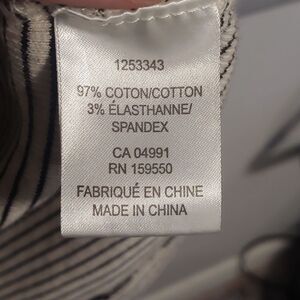 1253343
97% COTON/COTTON
3% ÉLASTHANNE/
SPANDEX
CA 04991
RN 159550
FABRIQUÉ EN CHINE
MADE IN CHINA